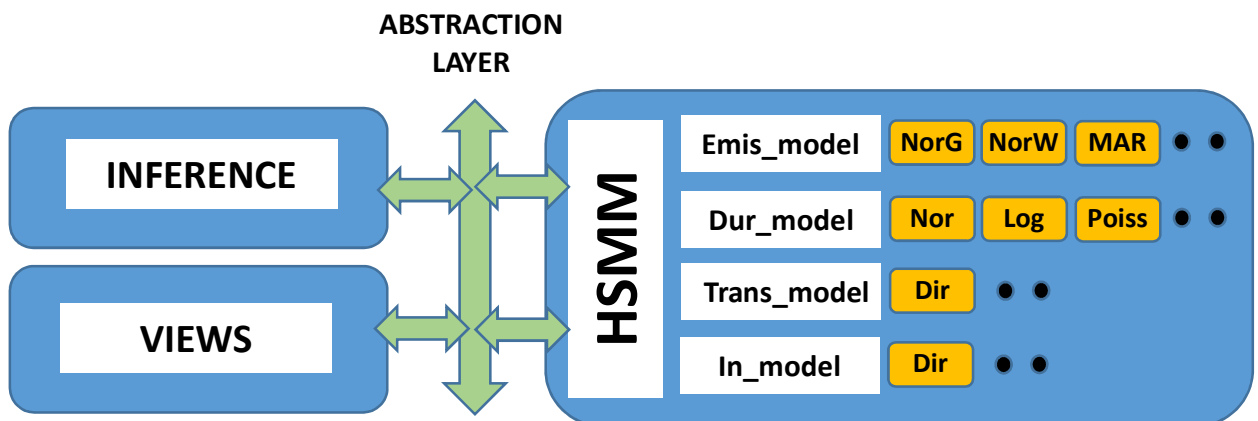 ABSTRACTION
LAYER
INFERENCE
VIEWS
HSMM
Emis_model NorG NorW MAR
Dur_model Nor Log Poiss
Trans_model Dir
In_model Dir